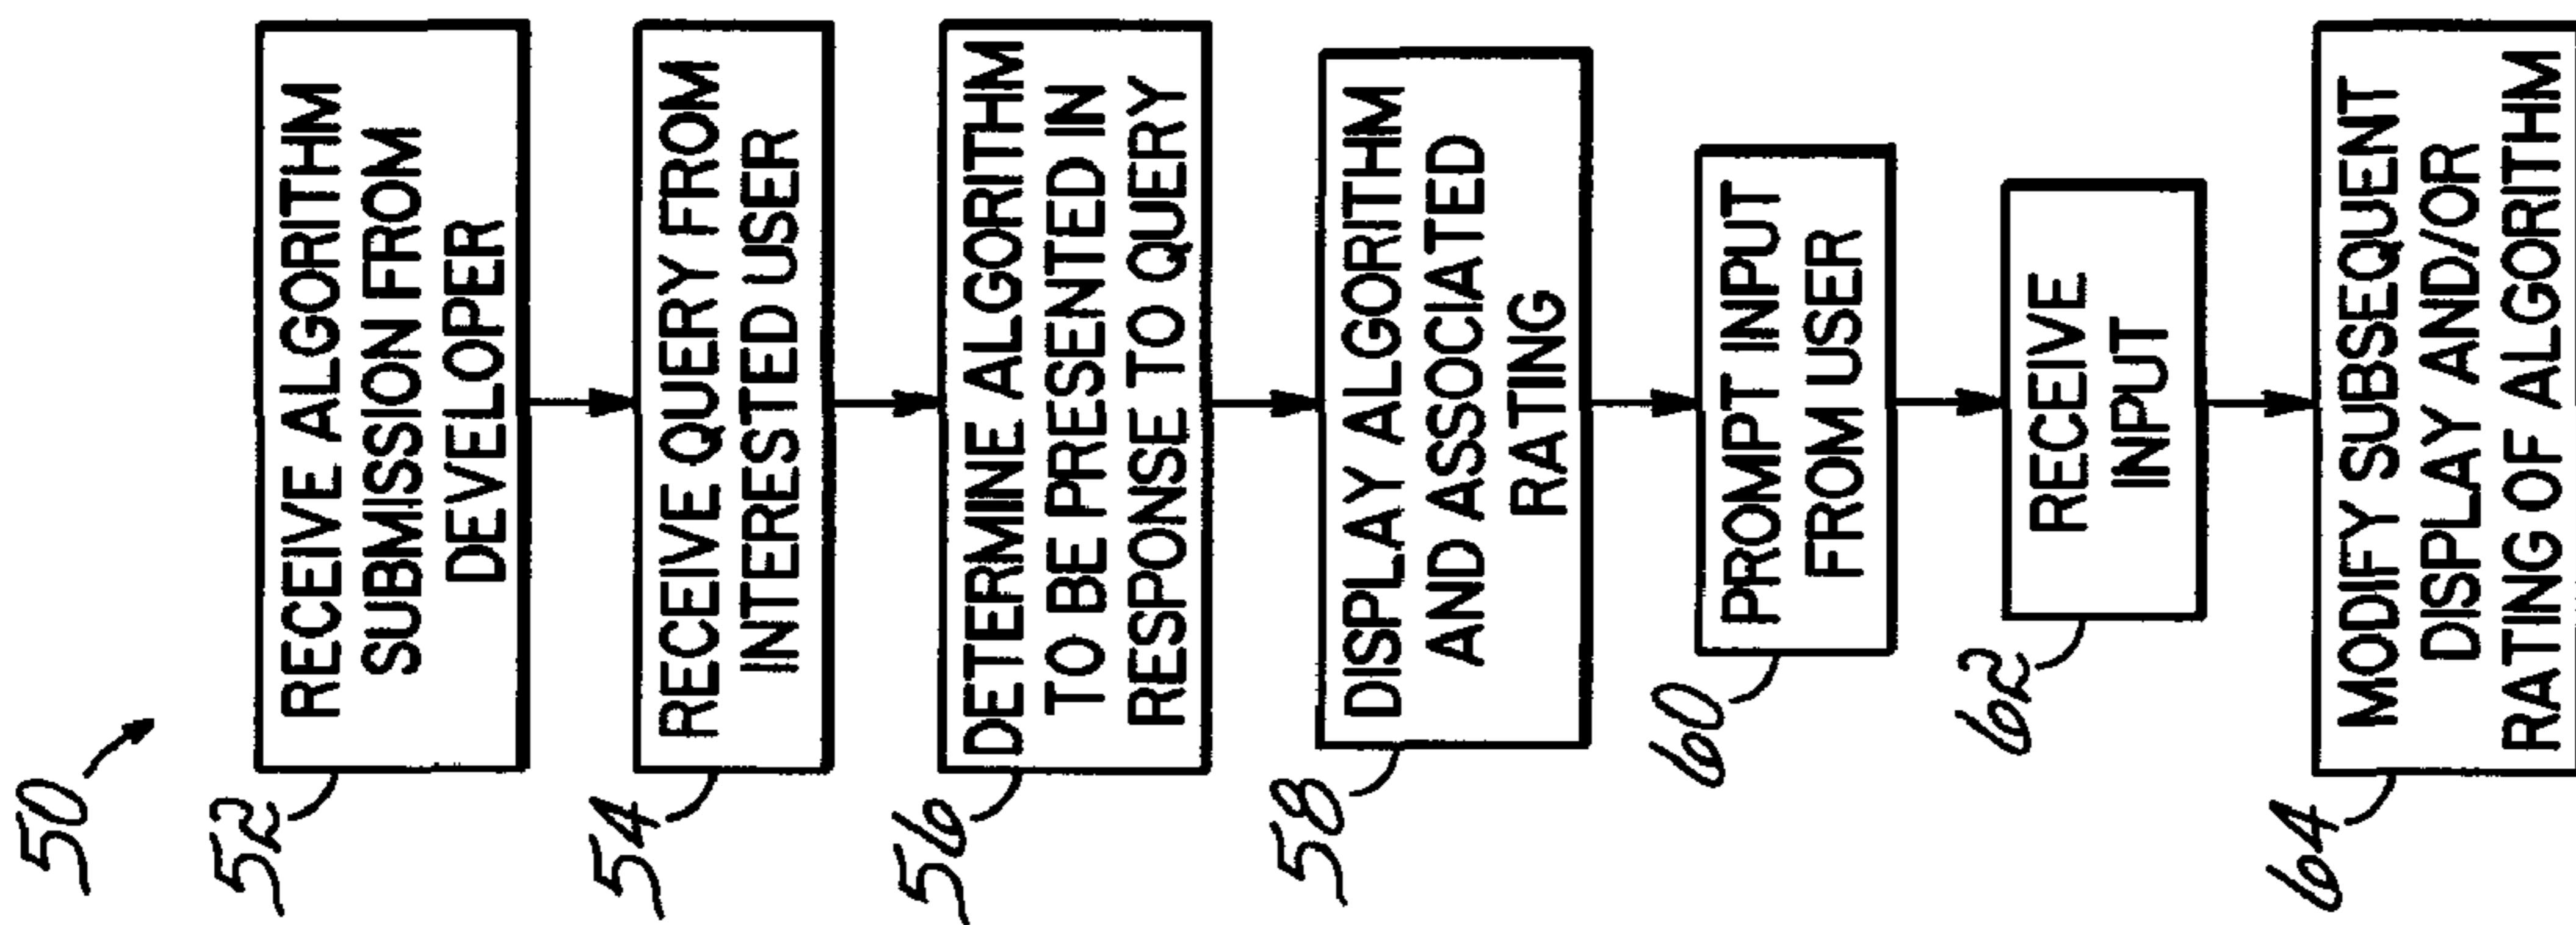 50
52
RECEIVE ALGORITHM
SUBMISSION FROM
DEVELOPER
54
RECEIVE QUERY FROM
INTERESTED USER
56
DETERMINE ALGORITHM
TO BE PRESENTED IN
RESPONSE TO QUERY
58
DISPLAY ALGORITHM
AND ASSOCIATED
RATING
60
PROMPT INPUT
FROM USER
62
RECEIVE
INPUT
64
MODIFY SUBSEQUENT
DISPLAY AND/OR
RATING OF ALGORITHM